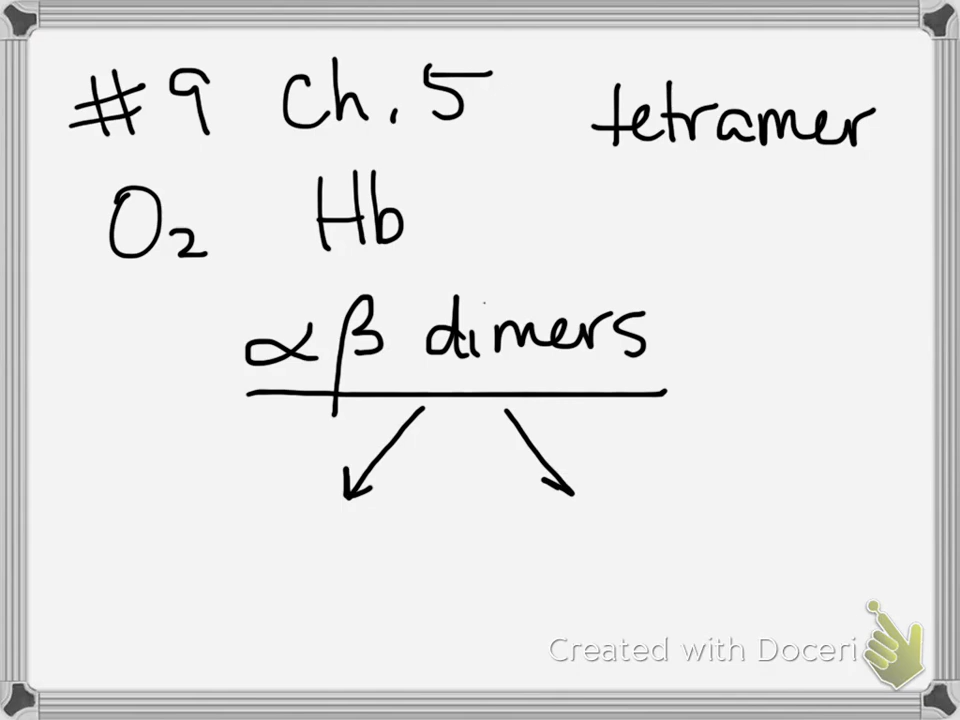 #9 Ch. 5 tetramer
O2 Hb
αβ dimers
Created with Doceri